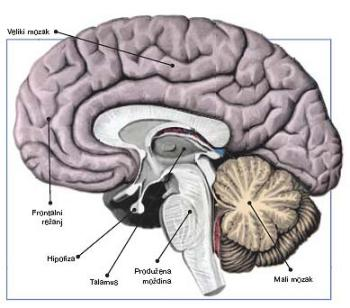 Veliki mozak
Frontalni
režanj
Hipofiza
Talamus
Produžena
moždina
Mali mozak